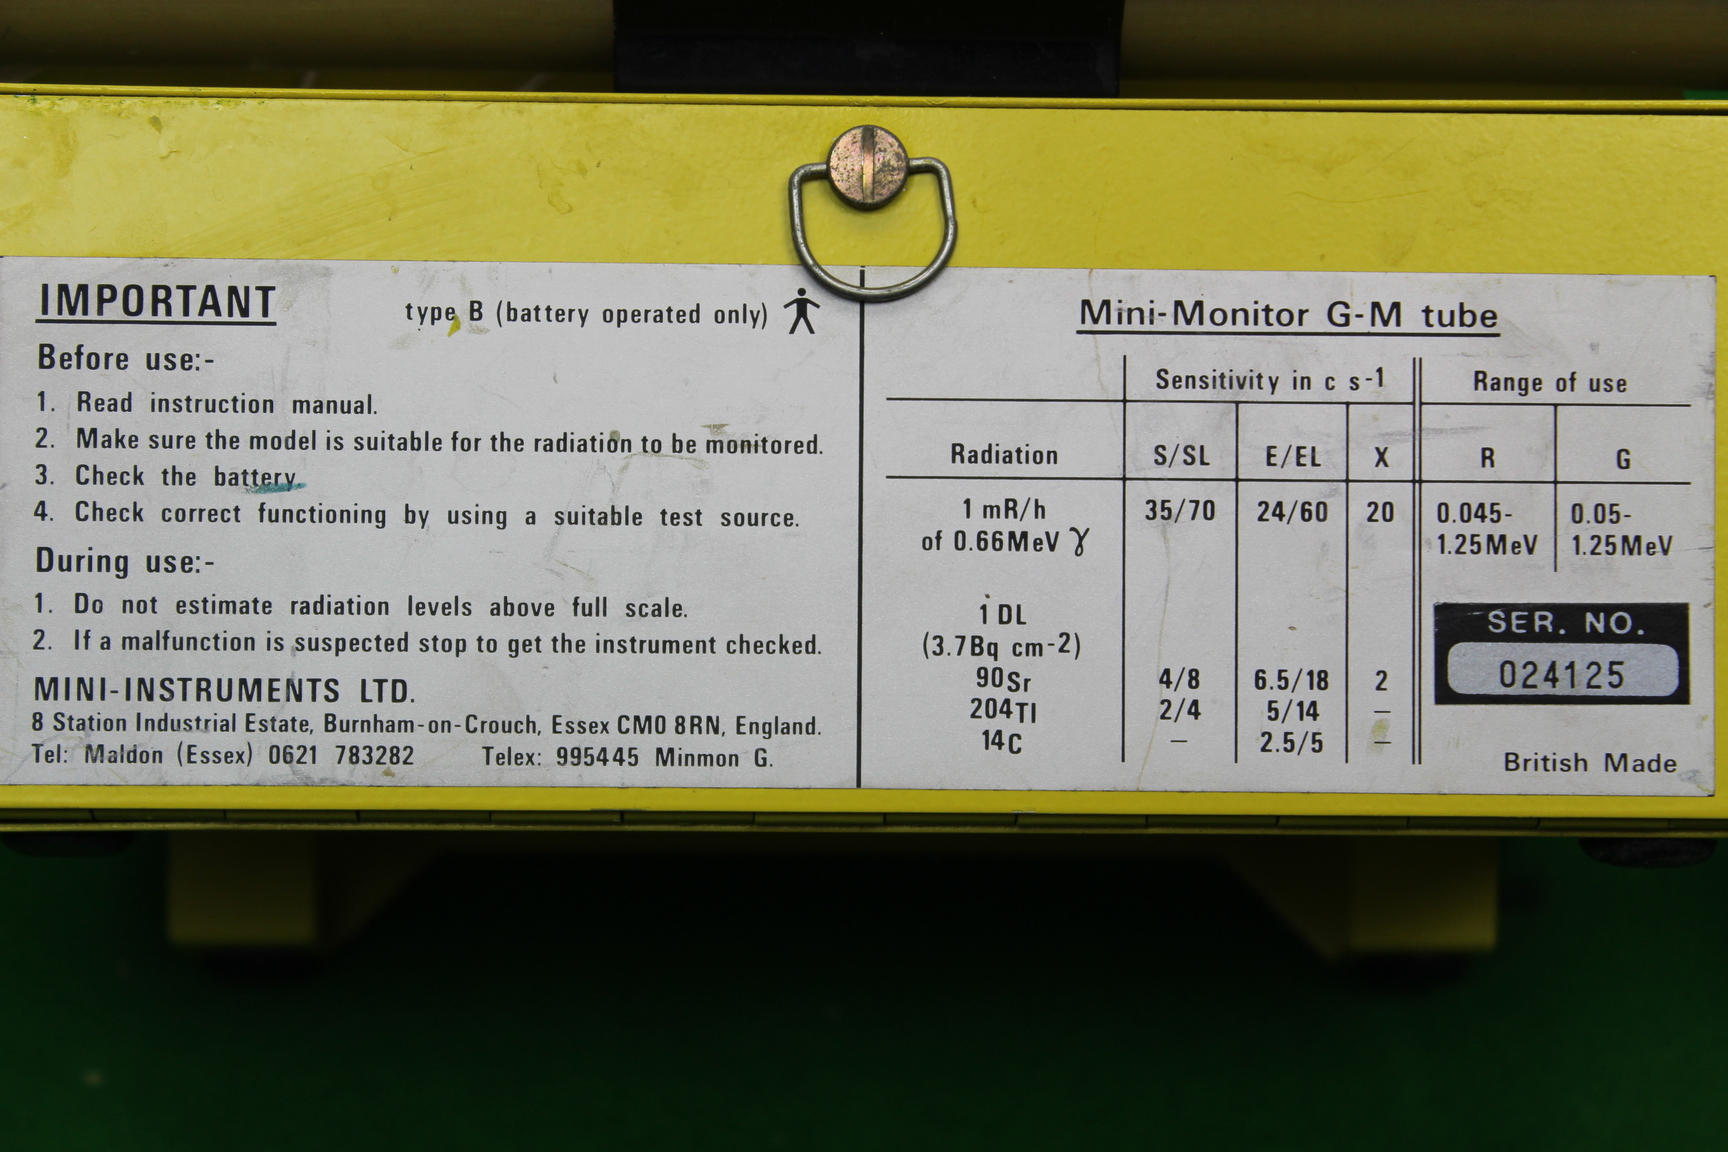 IMPORTANT
type B (battery operated only)
Before use:-
1. Read instruction manual.
2. Make sure the model is suitable for the radiation to be monitored.
3. Check the battery.
4. Check correct functioning by using a suitable test source.
During use:-
1. Do not estimate radiation levels above full scale.
2. If a malfunction is suspected stop to get the instrument checked.
MINI-INSTRUMENTS LTD.
8 Station Industrial Estate, Burnham-on-Crouch, Essex CM0 8RN, England.
Tel: Maldon (Essex) 0621 783282 Telex: 995445 Minmon G.
Mini-Monitor G-M tube
Sensitivity in c s-1 Range of use
Radiation S/SL E/EL X R G
1 mR/h 35/70 24/60 20 0.045- 0.05-
of 0.66MeV γ 1.25MeV 1.25MeV
1 DL
(3.7Bq cm-2)
90Sr 4/8 6.5/18 2
204Tl 2/4 5/14 –
14C – 2.5/5 –
SER. NO.
024125
British Made